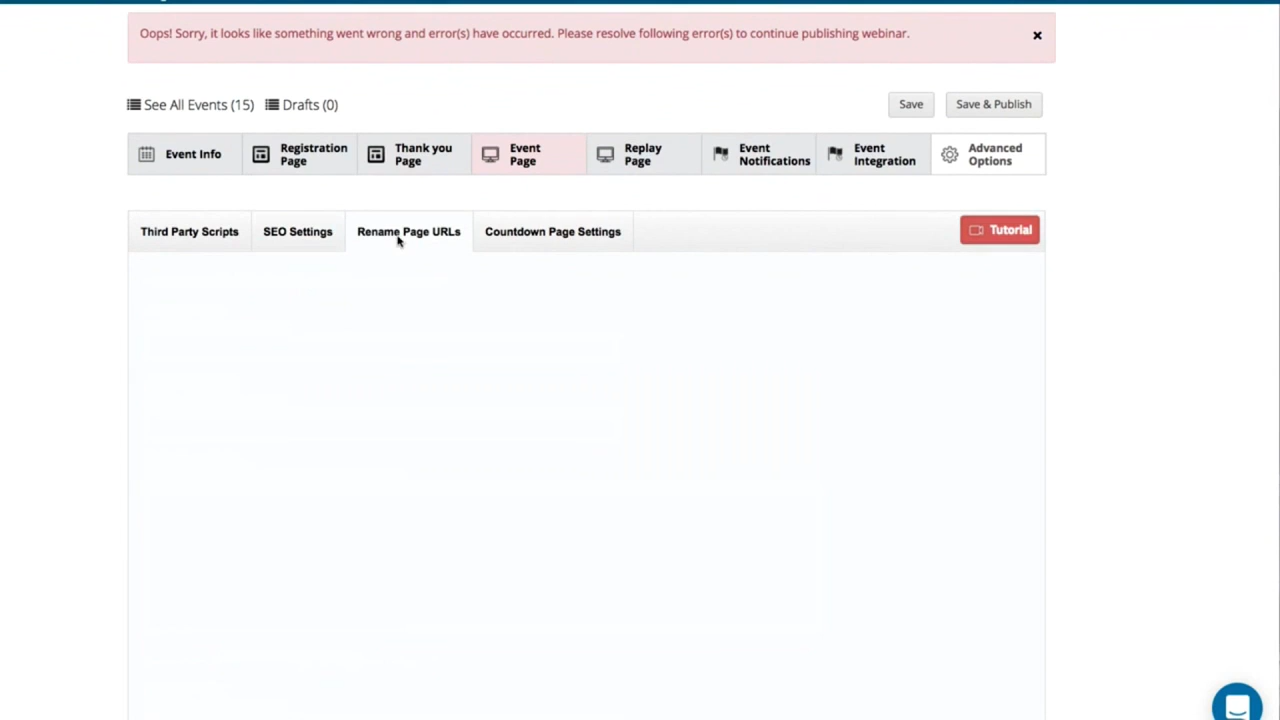 Oops! Sorry, it looks like something went wrong and error(s) have occurred. Please resolve following error(s) to continue publishing webinar.
See All Events (15) Drafts (0)
Save Save & Publish
Event Info
Registration
Page
Thank you
Page
Event
Page
Replay
Page
Event
Notifications
Event
Integration
Advanced
Options
Third Party Scripts SEO Settings Rename Page URLs Countdown Page Settings Tutorial